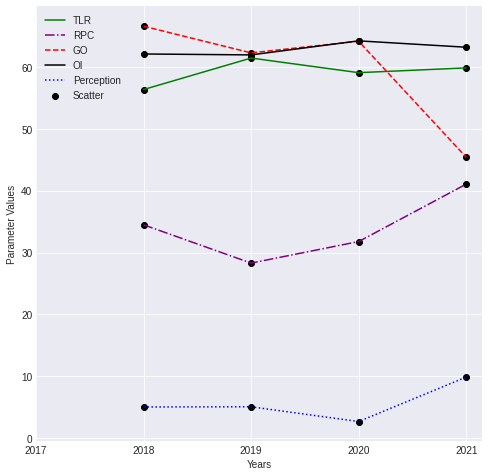 TLR
RPC
GO
OI
Perception
Scatter
60
50
40
30
20
10
0
Parameter Values
2017 2018 2019 2020 2021
Years